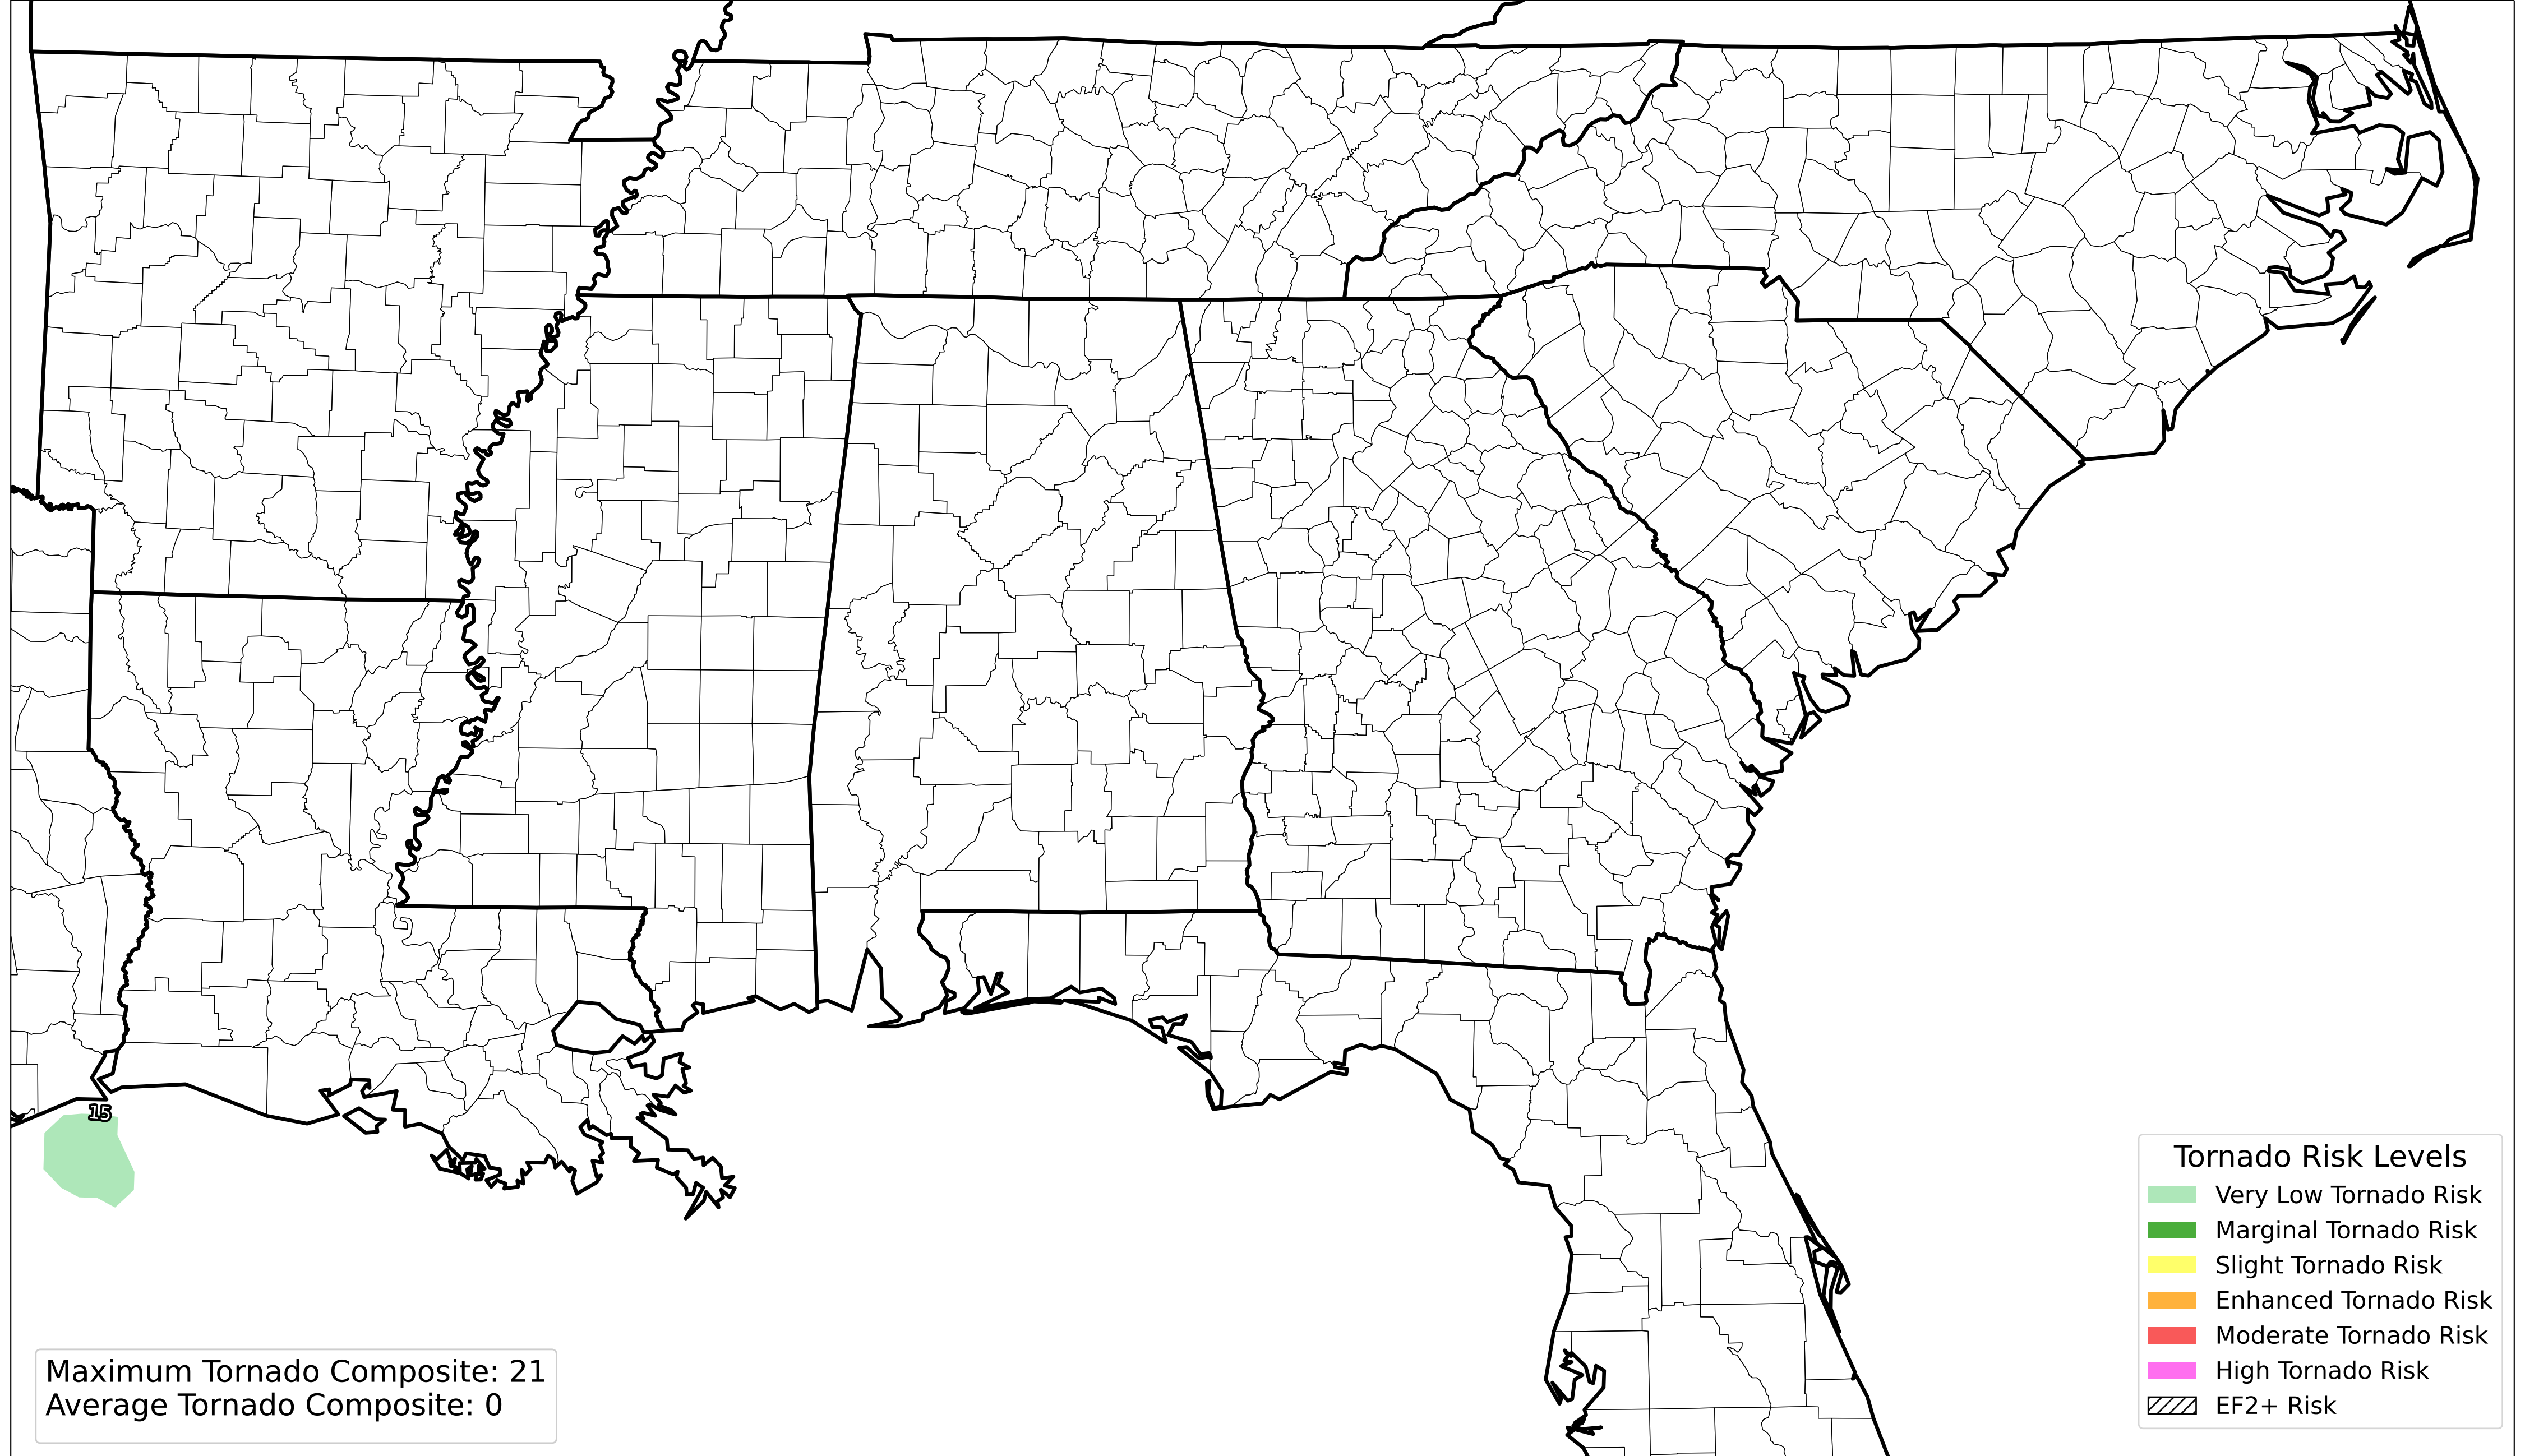 15
Tornado Risk Levels
Very Low Tornado Risk
Marginal Tornado Risk
Slight Tornado Risk
Enhanced Tornado Risk
Moderate Tornado Risk
High Tornado Risk
EF2+ Risk
Maximum Tornado Composite: 21
Average Tornado Composite: 0